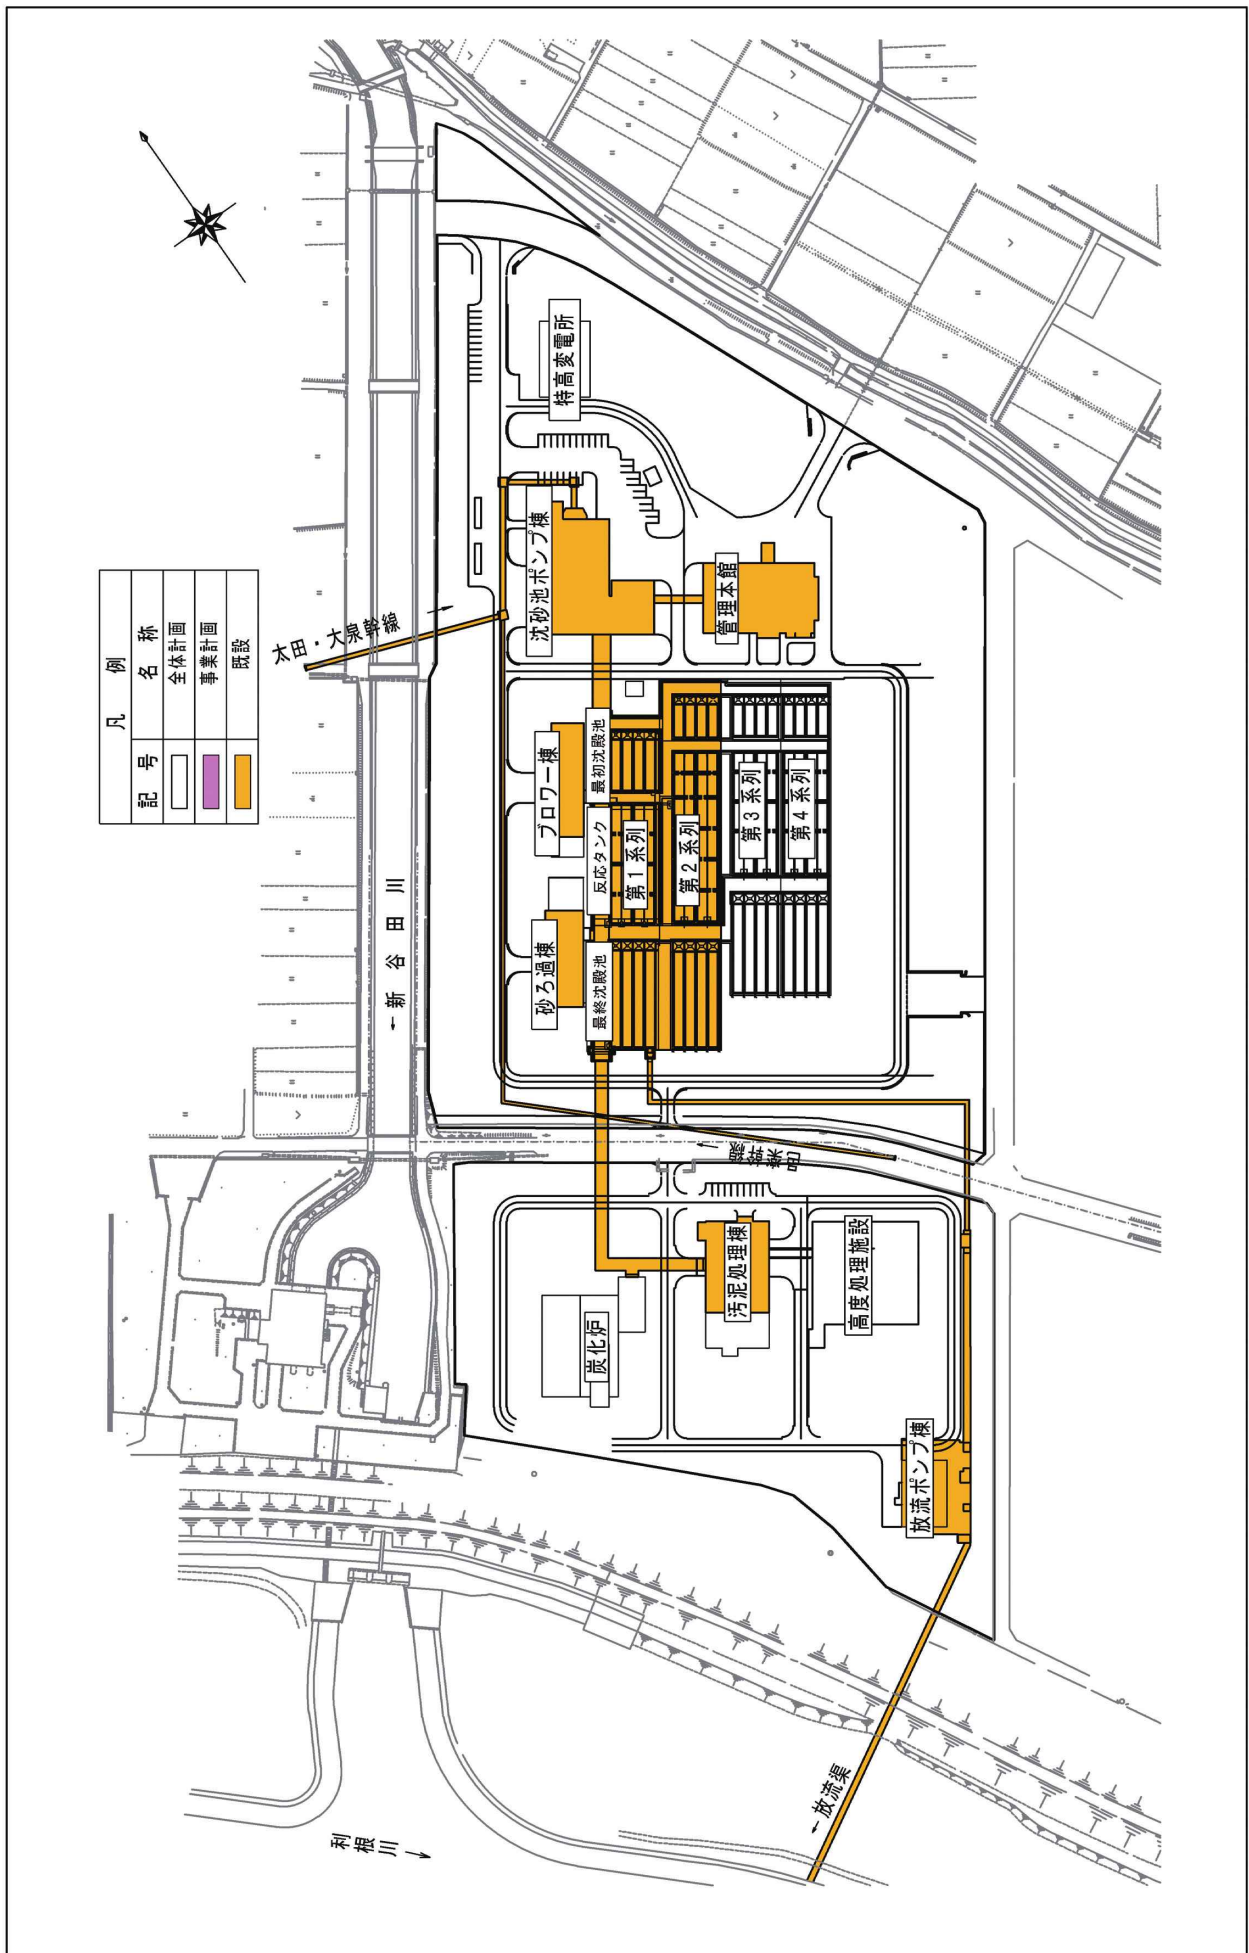 凡 例
記 号
名 称
全体計画
事業計画
既設
太田・大泉幹線
新 谷 田 川
特高変電所
沈砂池ポンプ棟
管理本館
ブロワー棟
砂ろ過棟
最初沈殿池
反応タンク
最終沈殿池
第1系列
第2系列
第3系列
第4系列
邑楽幹線
炭化炉
汚泥処理棟
高度処理施設
放流ポンプ棟
放流渠
利根川